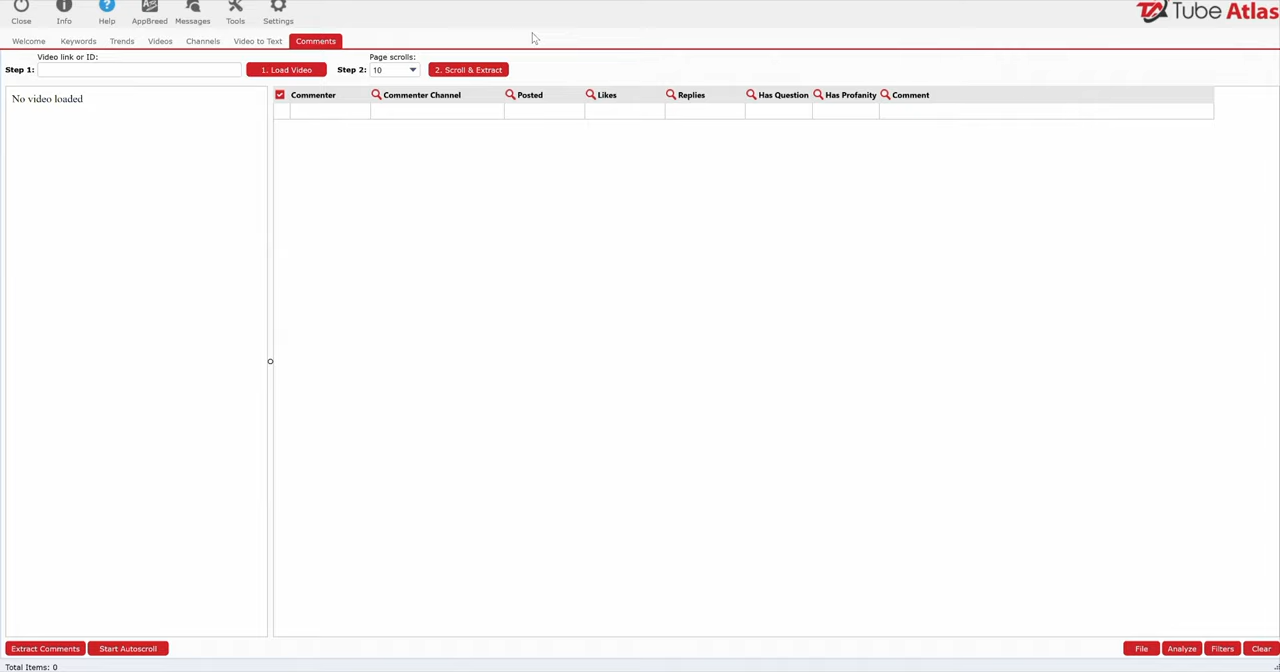 Close Info Help AppBreed Messages Tools Settings
TA Tube Atlas
Welcome Keywords Trends Videos Channels Video to Text Comments
Video link or ID: Page scrolls:
Step 1: 1. Load Video Step 2: 10 2. Scroll & Extract
No video loaded
Commenter Commenter Channel Posted Likes Replies Has Question Has Profanity Comment
Extract Comments Start Autoscroll File Analyze Filters Clear
Total Items: 0